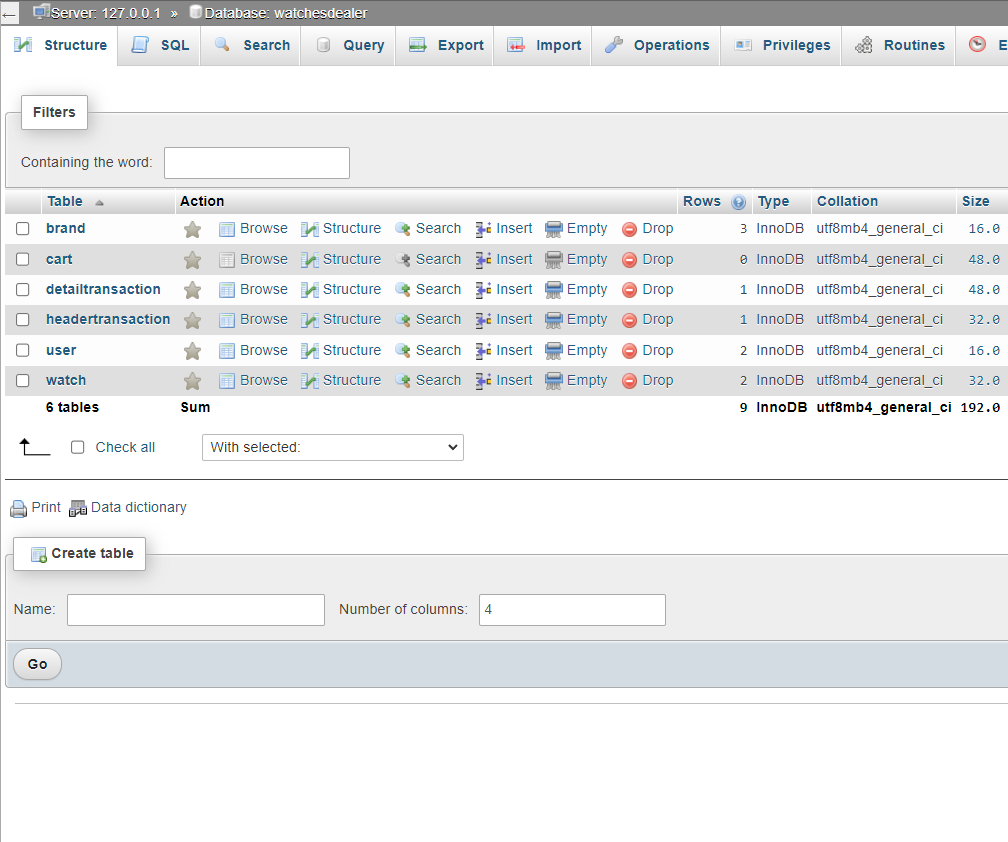 Server: 127.0.0.1 » Database: watchesdealer
Structure SQL Search Query Export Import Operations Privileges Routines E
Filters
Containing the word:
Table Action Rows Type Collation Size
brand Browse Structure Search Insert Empty Drop 3 InnoDB utf8mb4_general_ci 16.0
cart Browse Structure Search Insert Empty Drop 0 InnoDB utf8mb4_general_ci 48.0
detailtransaction Browse Structure Search Insert Empty Drop 1 InnoDB utf8mb4_general_ci 48.0
headertransaction Browse Structure Search Insert Empty Drop 1 InnoDB utf8mb4_general_ci 32.0
user Browse Structure Search Insert Empty Drop 2 InnoDB utf8mb4_general_ci 16.0
watch Browse Structure Search Insert Empty Drop 2 InnoDB utf8mb4_general_ci 32.0
6 tables Sum 9 InnoDB utf8mb4_general_ci 192.0
Check all With selected:
Print Data dictionary
Create table
Name: Number of columns: 4
Go